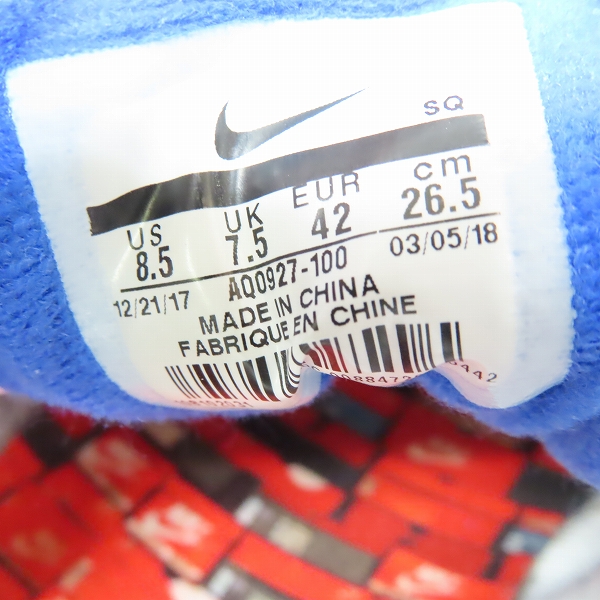 SQ
US UK EUR cm
8.5 7.5 42 26.5
12/21/17 AQ0927-100 03/05/18
MADE IN CHINA
FABRIQUE EN CHINE